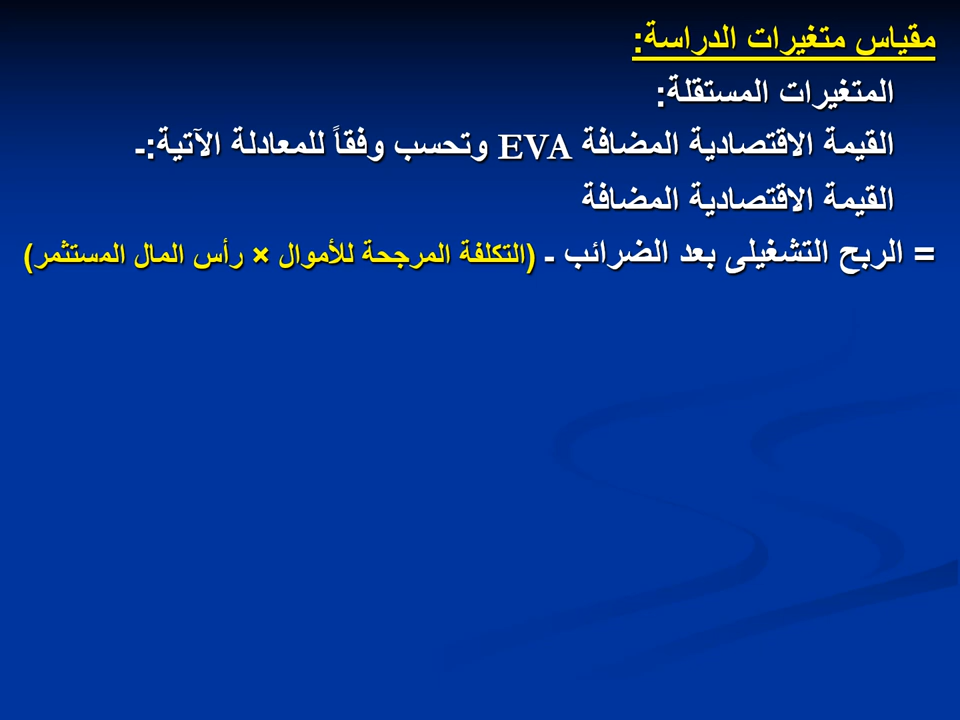 مقياس متغيرات الدراسة:
المتغيرات المستقلة:
القيمة الاقتصادية المضافة EVA وتحسب وفقاً للمعادلة الآتية:-
القيمة الاقتصادية المضافة
= الربح التشغيلى بعد الضرائب - (التكلفة المرجحة للأموال × رأس المال المستثمر)